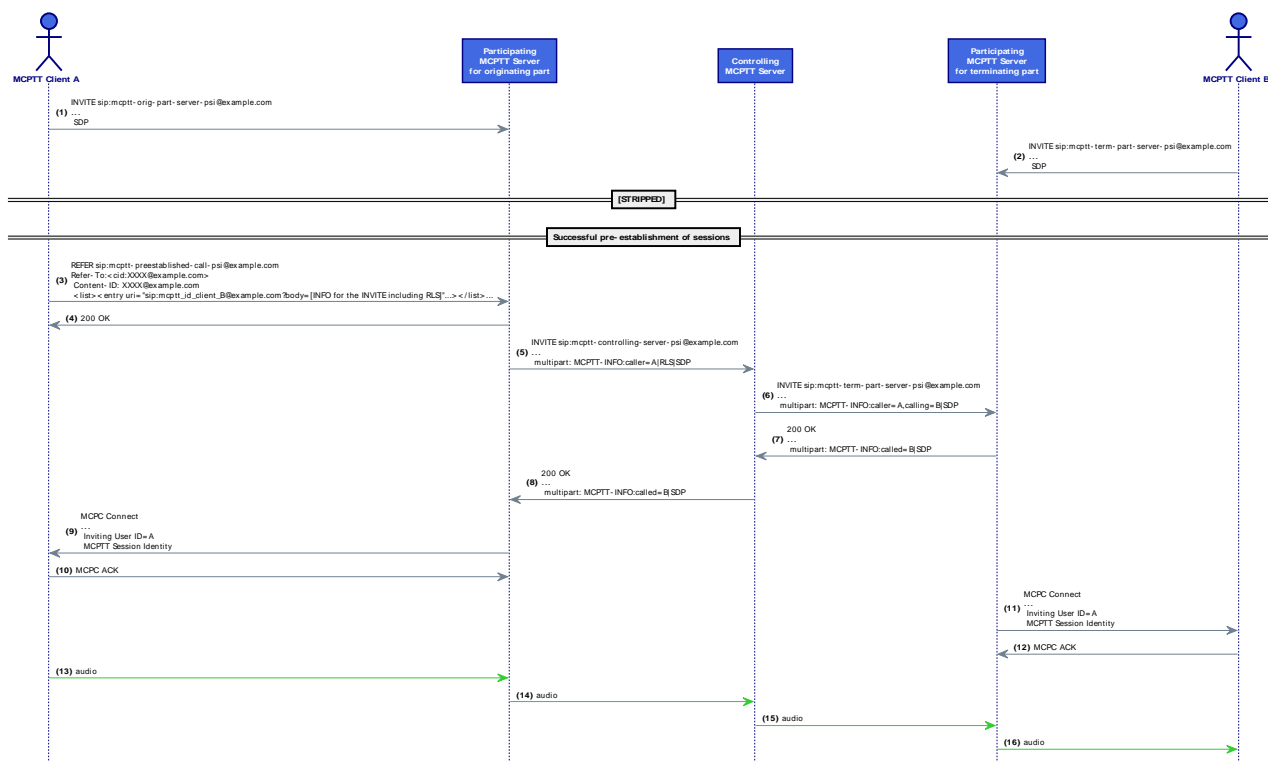 MCPTT Client A
Participating
MCPTT Server
for originating part
Controlling
MCPTT Server
Participating
MCPTT Server
for terminating part
MCPTT Client B
INVITE sip:mcptt-orig-part-server-psi@example.com
(1) ...
SDP
INVITE sip:mcptt-term-part-server-psi@example.com
(2) ...
SDP
[STRIPPED]
Successful pre-establishment of sessions
REFER sip:mcptt-preestablished-call-psi@example.com
(3) Refer-To:<cid:XXXX@example.com>
Content-ID: XXXX@example.com
<list><entry uri="sip:mcptt_id_client_B@example.com?body=[INFO for the INVITE including RLS]"...></list>...
(4) 200 OK
INVITE sip:mcptt-controlling-server-psi@example.com
(5) ...
multipart: MCPTT-INFO:caller=A|RLS|SDP
INVITE sip:mcptt-term-part-server-psi@example.com
(6) ...
multipart: MCPTT-INFO:caller=A,calling=B|SDP
200 OK
(7) ...
multipart: MCPTT-INFO:called=B|SDP
200 OK
(8) ...
multipart: MCPTT-INFO:called=B|SDP
MCPC Connect
(9) ...
Inviting User ID=A
MCPTT Session Identity
(10) MCPC ACK
MCPC Connect
(11) ...
Inviting User ID=A
MCPTT Session Identity
(12) MCPC ACK
(13) audio
(14) audio
(15) audio
(16) audio